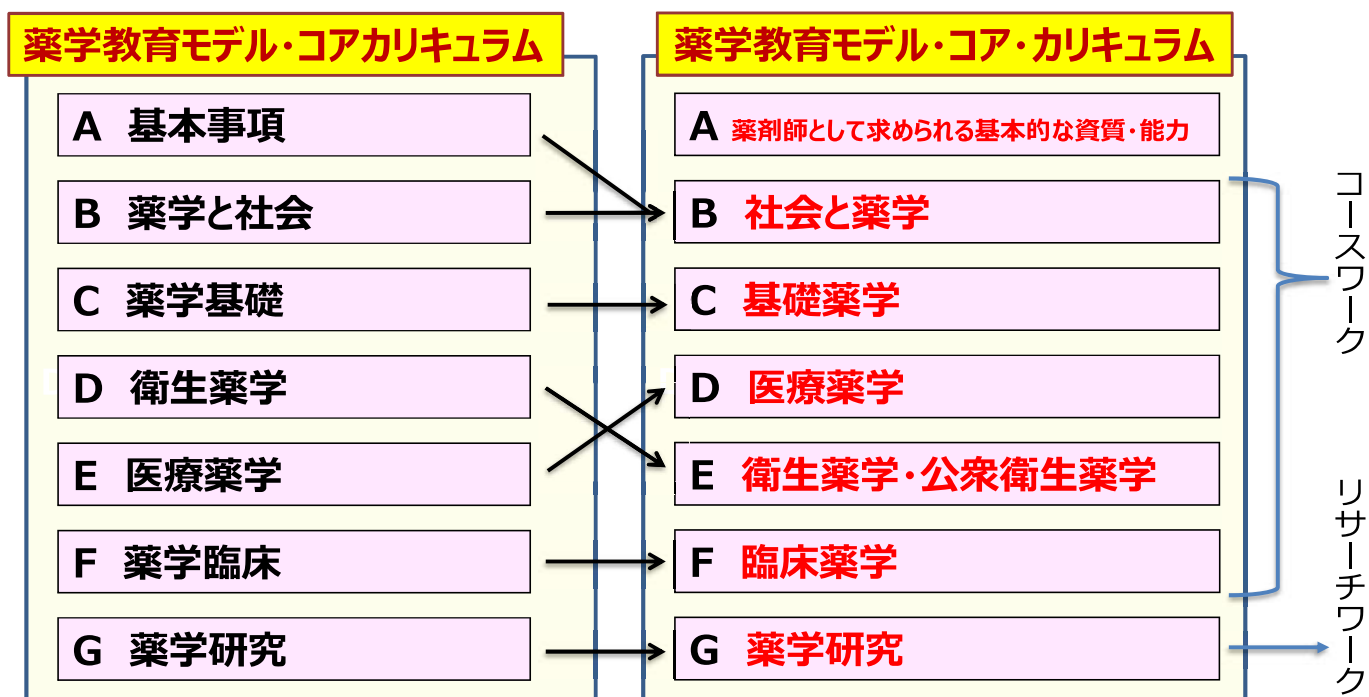 薬学教育モデル・コアカリキュラム
A 基本事項
B 薬学と社会
C 薬学基礎
D 衛生薬学
E 医療薬学
F 薬学臨床
G 薬学研究
薬学教育モデル・コア・カリキュラム
A 薬剤師として求められる基本的な資質・能力
B 社会と薬学
C 基礎薬学
D 医療薬学
E 衛生薬学・公衆衛生薬学
F 臨床薬学
G 薬学研究
コースワーク
リサーチワーク